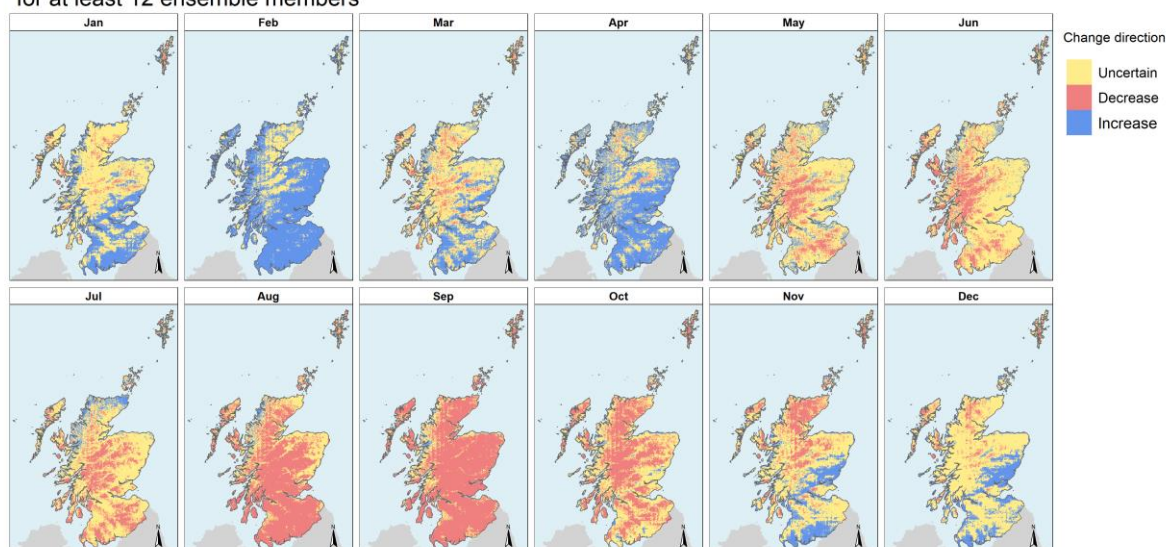 for at least 12 ensemble members
Jan Feb Mar Apr May Jun
Change direction
Uncertain
Decrease
Increase
N N N N N N
Jul Aug Sep Oct Nov Dec
N N N N N N